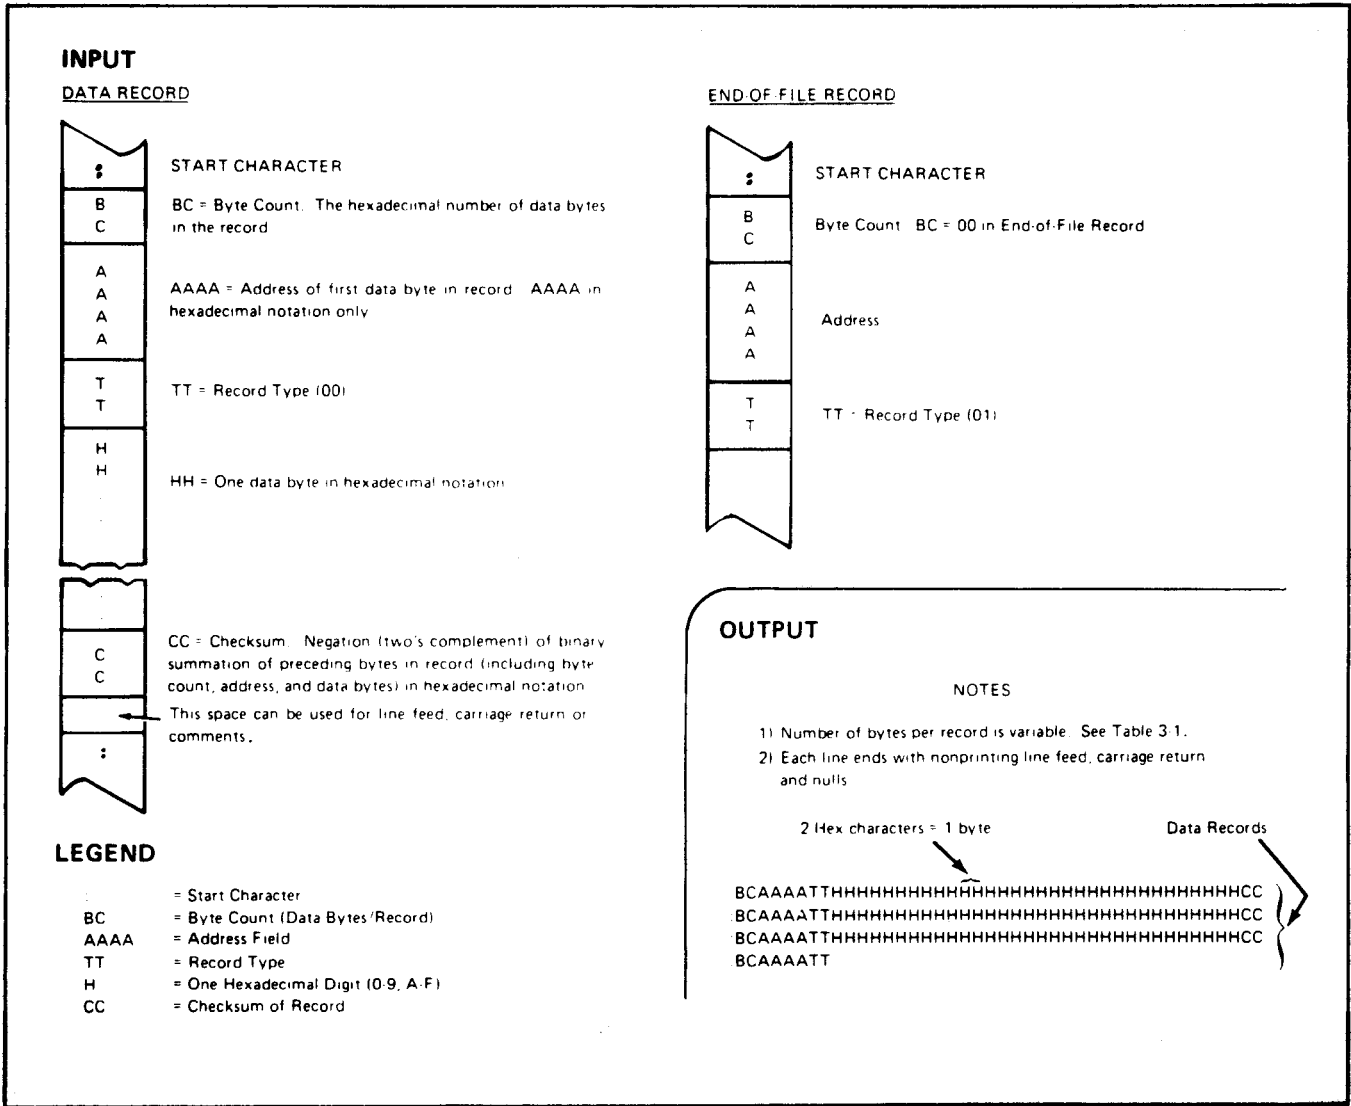 INPUT
DATA RECORD
:
START CHARACTER
B
C
BC = Byte Count. The hexadecimal number of data bytes
in the record
A
A
A
A
AAAA = Address of first data byte in record AAAA in
hexadecimal notation only
T
T
TT = Record Type (00)
H
H
HH = One data byte in hexadecimal notation
C
C
CC = Checksum. Negation (two's complement) of binary
summation of preceding bytes in record (including byte
count, address, and data bytes) in hexadecimal notation
This space can be used for line feed, carriage return or
comments.
:
LEGEND
: = Start Character
BC = Byte Count (Data Bytes/Record)
AAAA = Address Field
TT = Record Type
H = One Hexadecimal Digit (0-9, A-F)
CC = Checksum of Record
END-OF-FILE RECORD
:
START CHARACTER
B
C
Byte Count BC = 00 in End-of-File Record
A
A
A
A
Address
T
T
TT - Record Type (01)
OUTPUT
NOTES
1) Number of bytes per record is variable. See Table 3-1.
2) Each line ends with nonprinting line feed, carriage return
and nulls
2 Hex characters = 1 byte
Data Records
BCAAAATTHHHHHHHHHHHHHHHHHHHHHHHHHHHHHHHHCC
:BCAAAATTHHHHHHHHHHHHHHHHHHHHHHHHHHHHHHHHCC
:BCAAAATTHHHHHHHHHHHHHHHHHHHHHHHHHHHHHHHHCC
BCAAAATT